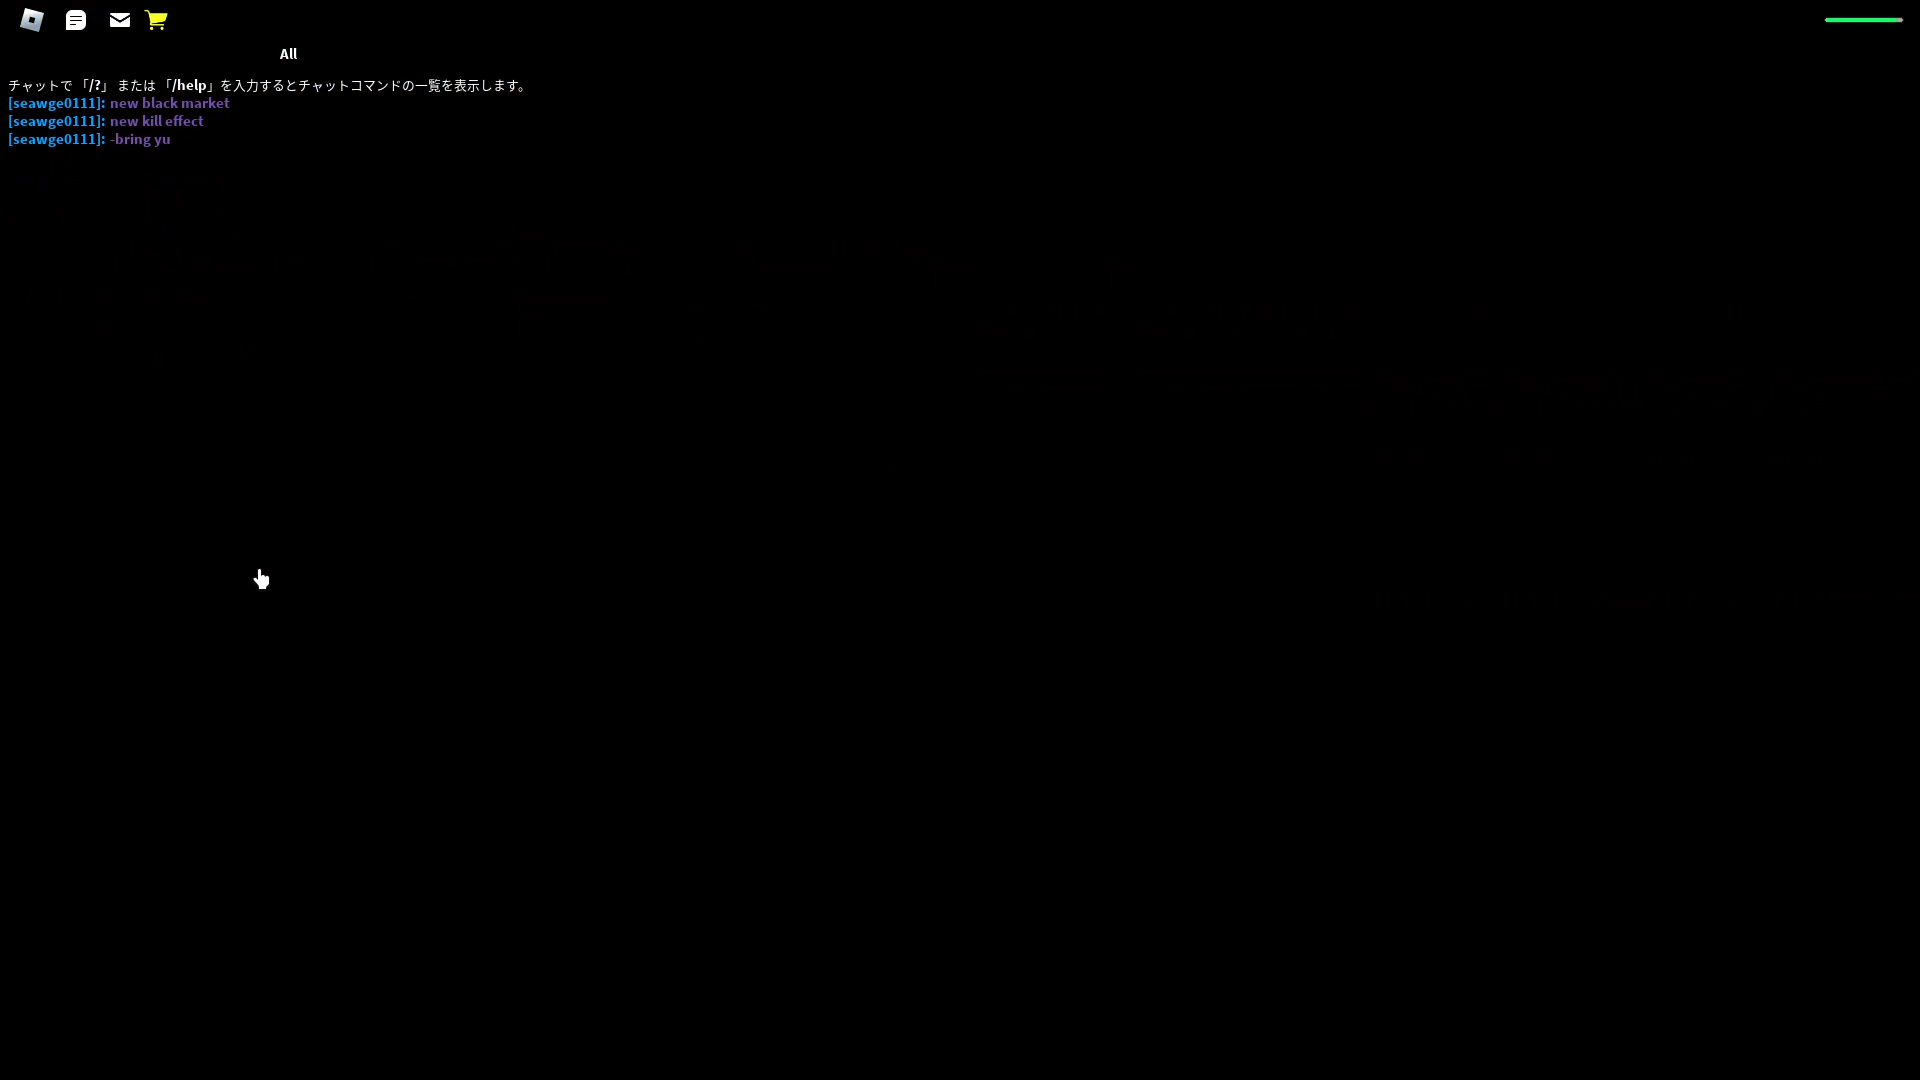 All
チャットで 「/?」 または 「/help」を入力するとチャットコマンドの一覧を表示します。
[seawge0111]: new black market
[seawge0111]: new kill effect
[seawge0111]: -bring yu